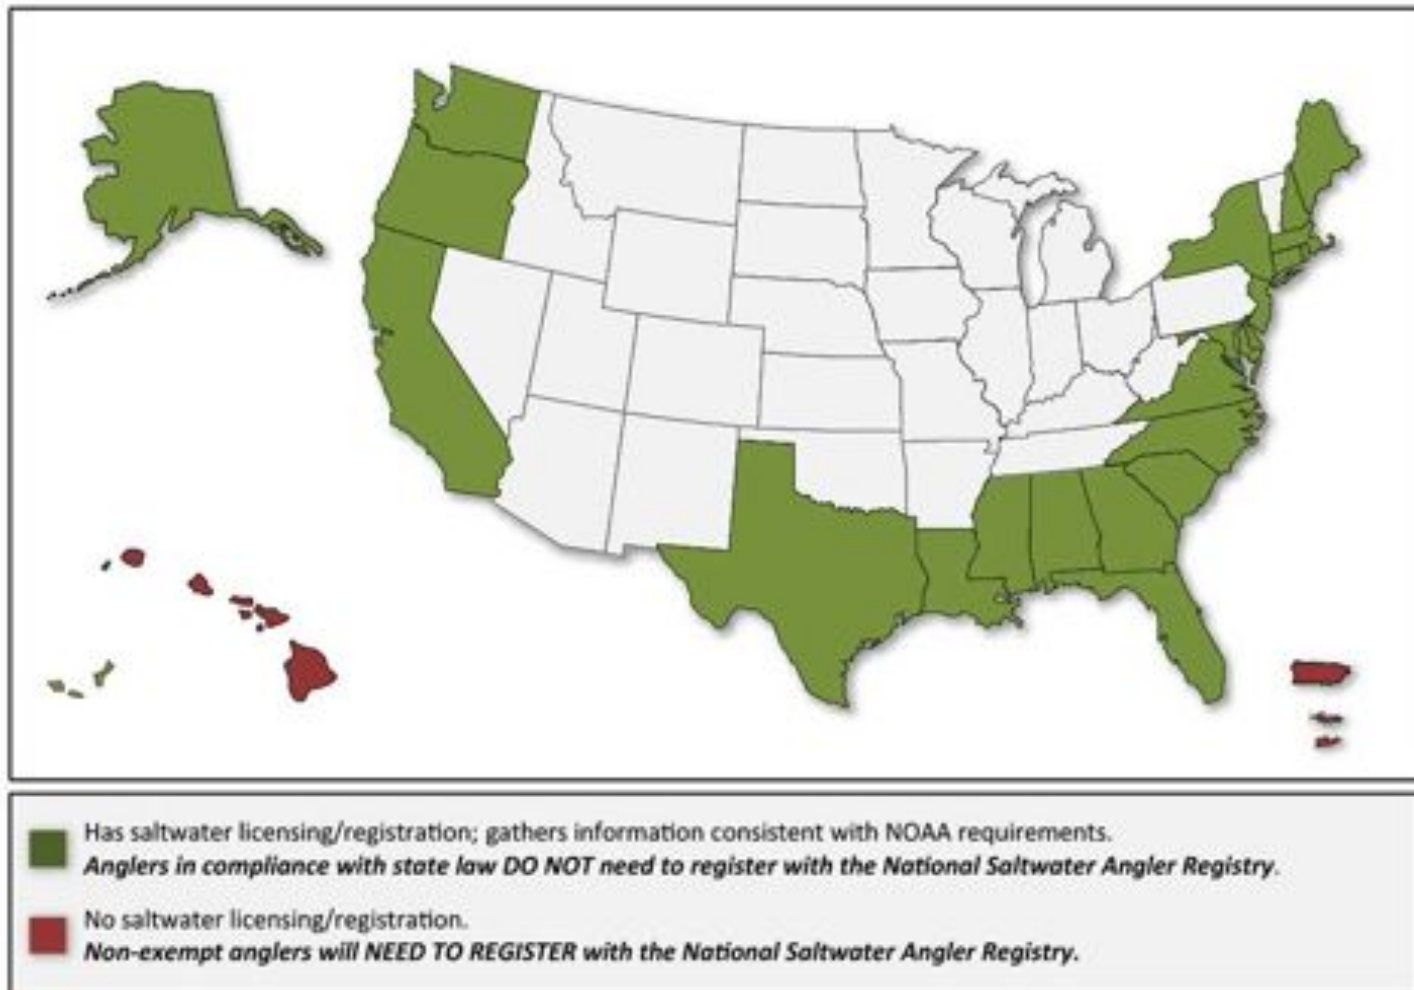 Has saltwater licensing/registration; gathers information consistent with NOAA requirements.
Anglers in compliance with state law DO NOT need to register with the National Saltwater Angler Registry.
No saltwater licensing/registration.
Non-exempt anglers will NEED TO REGISTER with the National Saltwater Angler Registry.